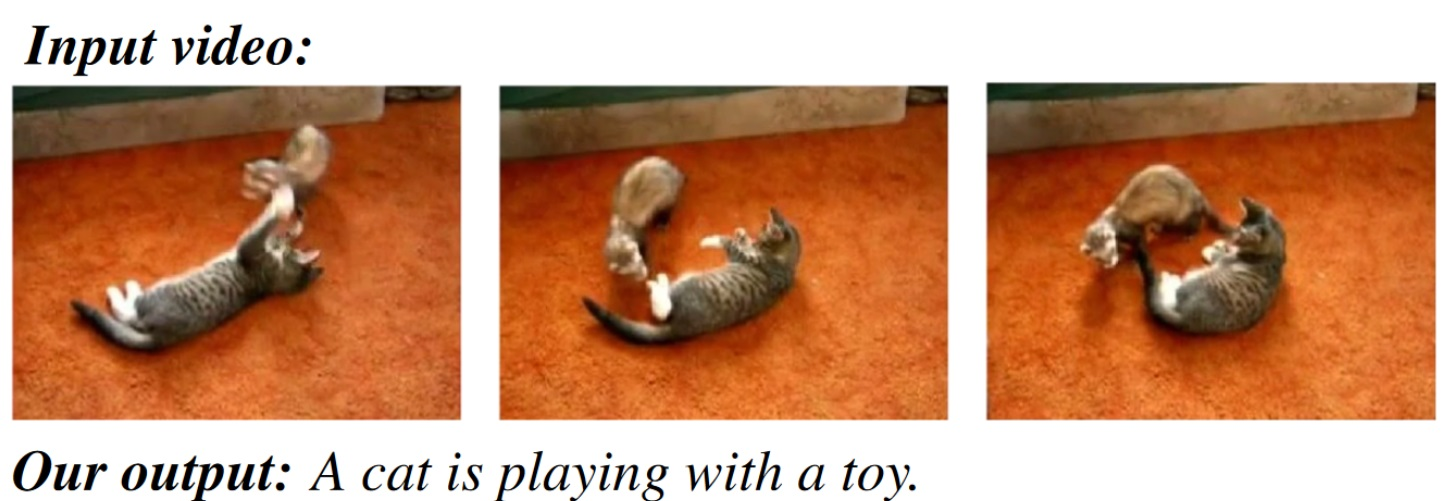 Input video:
Our output: A cat is playing with a toy.